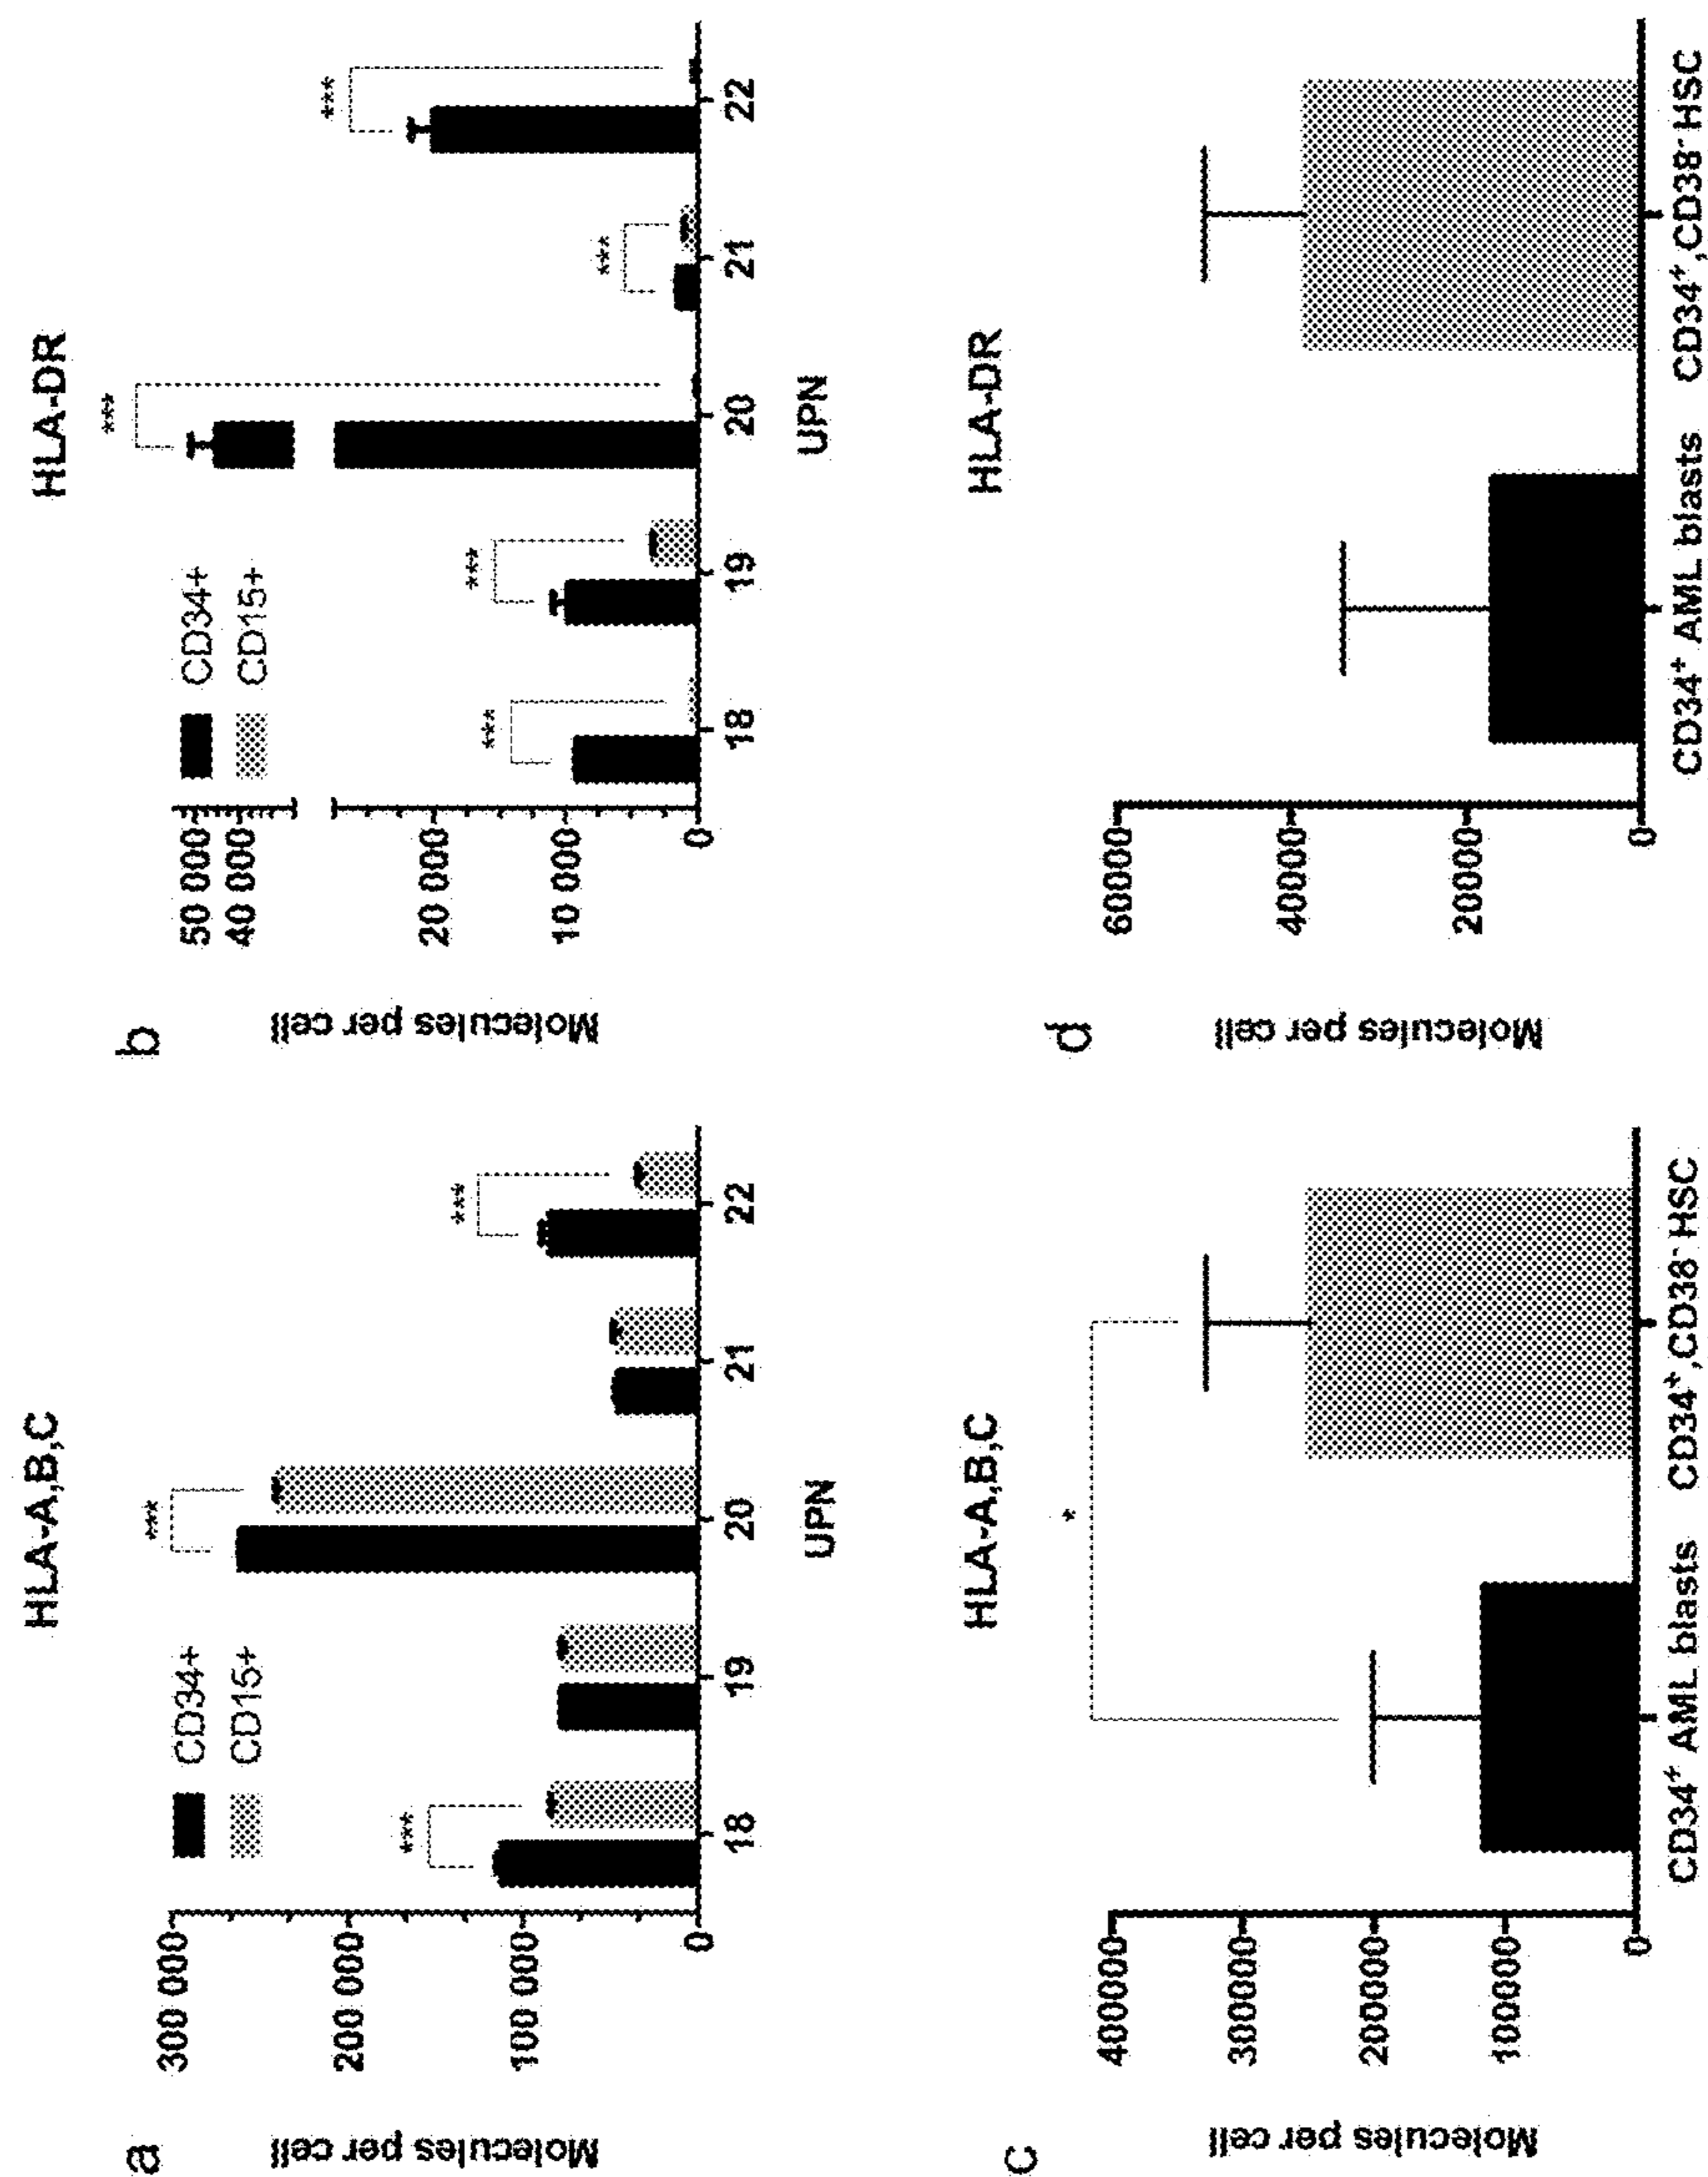 a
HLA-A,B,C
Molecules per cell
300 000
200 000
100 000
0
CD34+
CD15+
***
***
***
18
19
20
21
22
UPN
b
HLA-DR
Molecules per cell
50 000
40 000
20 000
10 000
0
CD34+
CD15+
***
***
***
***
***
18
19
20
21
22
UPN
c
HLA-A,B,C
Molecules per cell
400000
300000
200000
100000
0
*
CD34⁺ AML blasts
CD34⁺,CD38⁻ HSC
d
HLA-DR
Molecules per cell
60000
40000
20000
0
CD34⁺ AML blasts
CD34⁺,CD38⁻ HSC